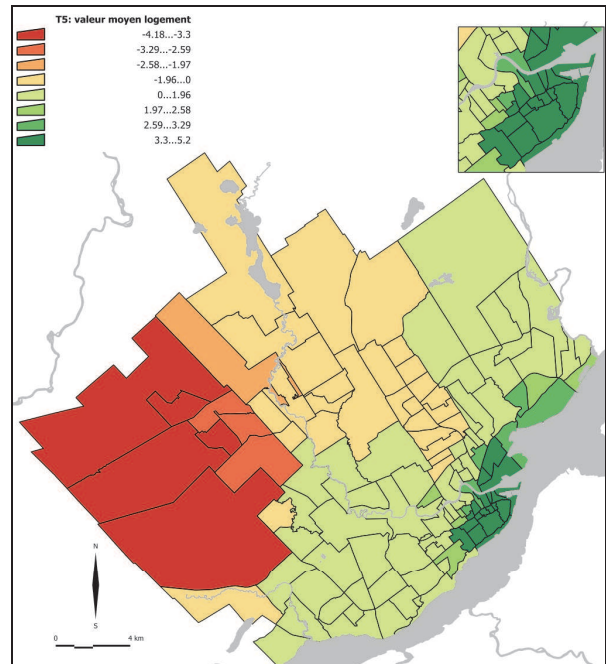 T5: valeur moyen logement
-4.18...-3.3
-3.29...-2.59
-2.58...-1.97
-1.96...0
0...1.96
1.97...2.58
2.59...3.29
3.3...5.2
N
S
0 4 km